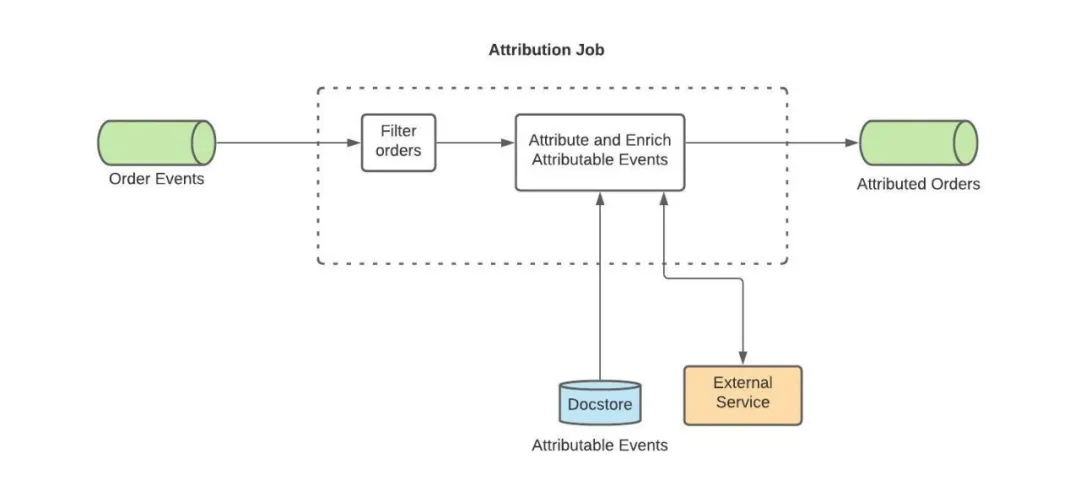 Attribution Job
Filter
orders
Attribute and Enrich
Attributable Events
Order Events
Attributed Orders
External
Service
Docstore
Attributable Events